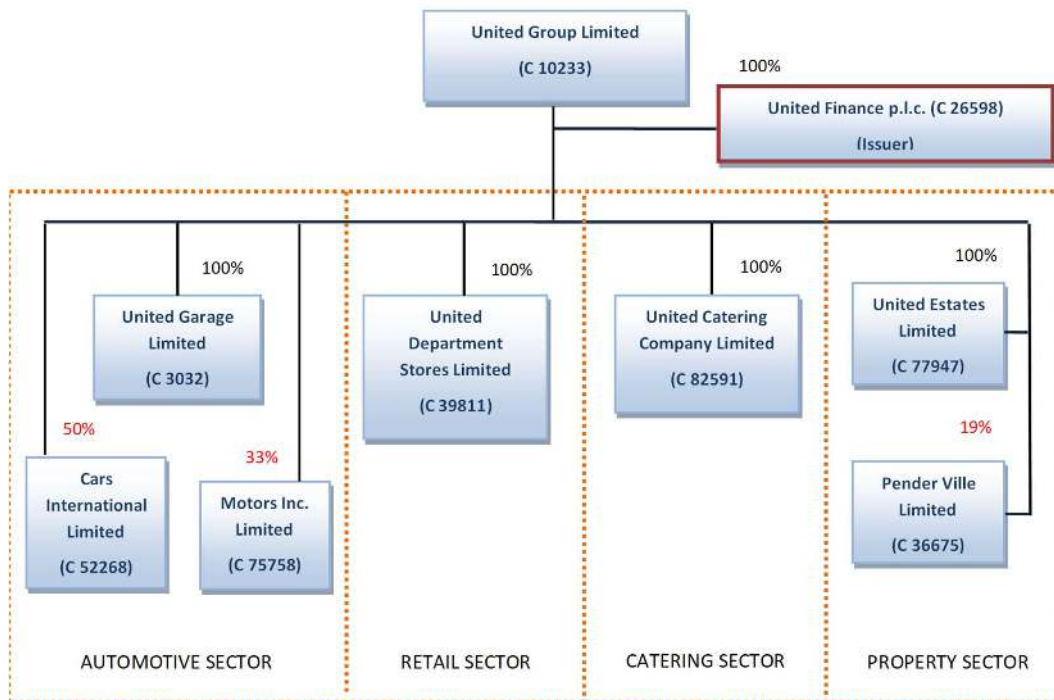 United Group Limited
(C 10233)
100%
United Finance p.l.c. (C 26598)
(Issuer)
100%
United Garage
Limited
(C 3032)
50%
Cars
International
Limited
(C 52268)
33%
Motors Inc.
Limited
(C 75758)
AUTOMOTIVE SECTOR
100%
United
Department
Stores Limited
(C 39811)
RETAIL SECTOR
100%
United Catering
Company Limited
(C 82591)
CATERING SECTOR
100%
United Estates
Limited
(C 77947)
19%
Pender Ville
Limited
(C 36675)
PROPERTY SECTOR